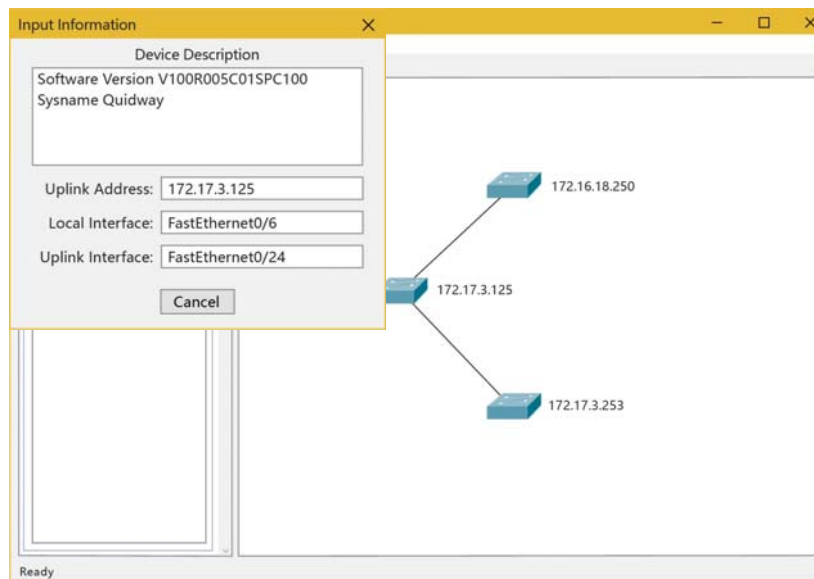 Input Information
Device Description
Software Version V100R005C01SPC100
Sysname Quidway
Uplink Address: 172.17.3.125
Local Interface: FastEthernet0/6
Uplink Interface: FastEthernet0/24
Cancel
172.16.18.250
172.17.3.125
172.17.3.253
Ready